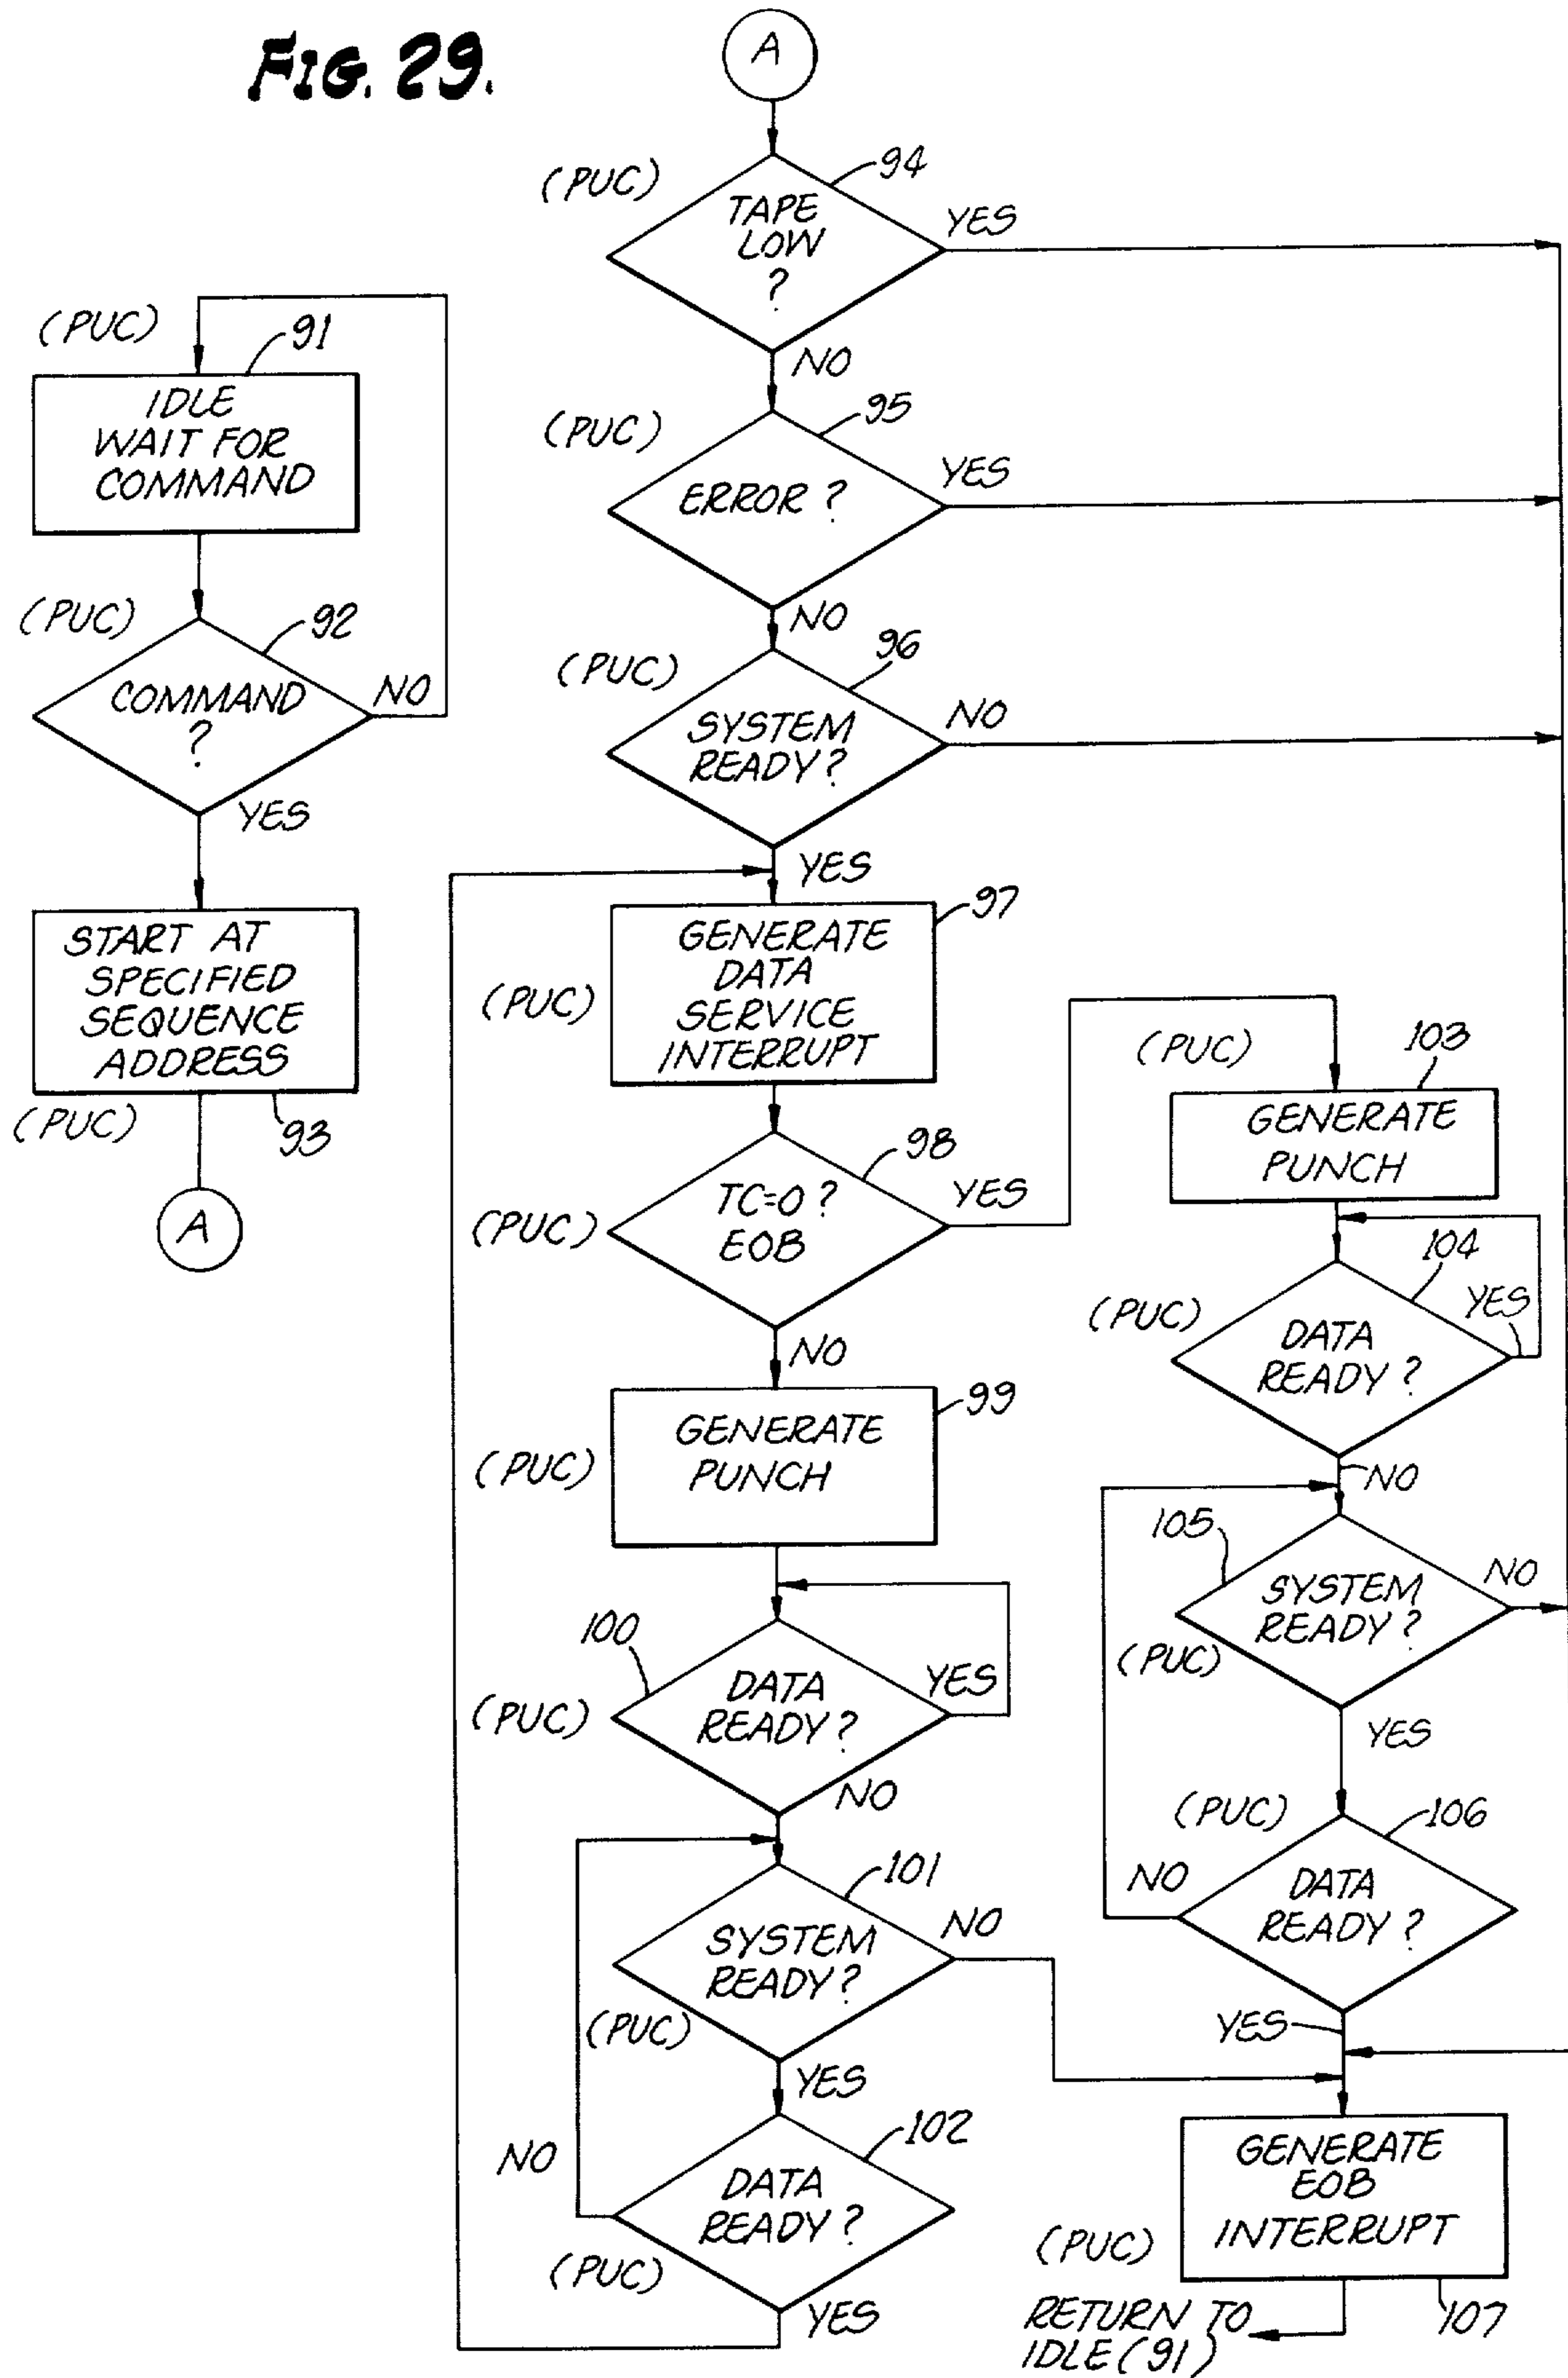 FIG. 29.
(PUC)
91
IDLE
WAIT FOR
COMMAND
(PUC)
92
COMMAND
?
NO
YES
START AT
SPECIFIED
SEQUENCE
ADDRESS
(PUC)
93
A
A
(PUC)
94
TAPE
LOW
?
YES
NO
(PUC)
95
ERROR ?
YES
NO
(PUC)
96
SYSTEM
READY?
NO
YES
97
GENERATE
DATA
SERVICE
INTERRUPT
(PUC)
98
TC=0 ?
EOB
(PUC)
YES
NO
99
GENERATE
PUNCH
(PUC)
100
DATA
READY?
(PUC)
YES
NO
101
SYSTEM
READY?
(PUC)
NO
YES
102
DATA
READY?
(PUC)
NO
YES
(PUC)
103
GENERATE
PUNCH
104
(PUC)
DATA
READY?
YES
NO
105
SYSTEM
READY?
(PUC)
NO
YES
(PUC)
106
DATA
READY?
NO
YES
GENERATE
EOB
INTERRUPT
(PUC)
107
RETURN TO
IDLE (91)